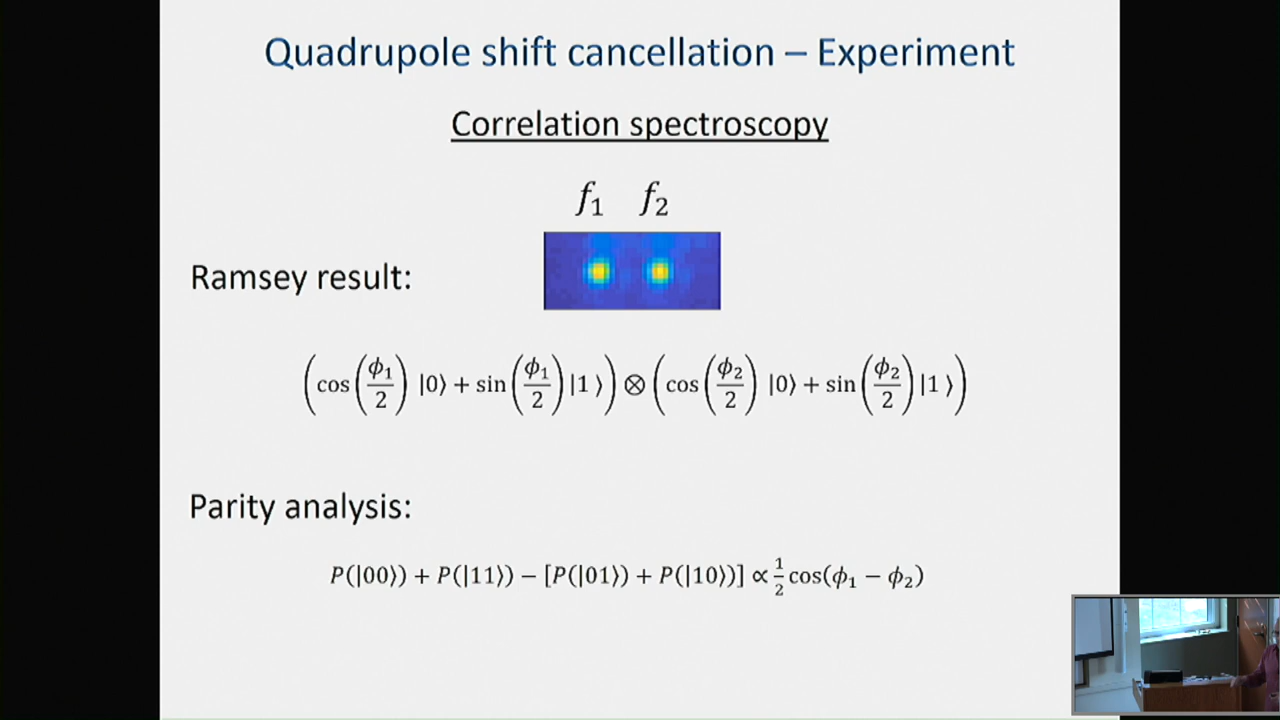 Quadrupole shift cancellation – Experiment
Correlation spectroscopy
f₁ f₂
Ramsey result:
(cos(ϕ₁/2) |0⟩ + sin(ϕ₁/2)|1 ⟩) ⊗ (cos(ϕ₂/2) |0⟩ + sin(ϕ₂/2)|1 ⟩)
Parity analysis:
P(|00⟩) + P(|11⟩) − [P(|01⟩) + P(|10⟩)] ∝ ½ cos(ϕ₁ − ϕ₂)